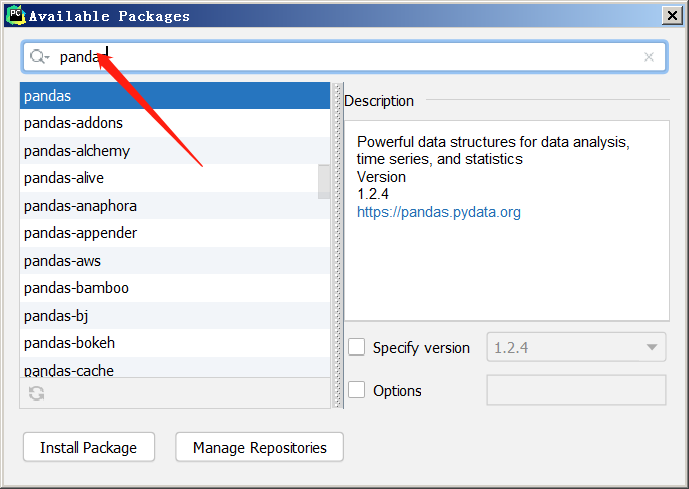 PC
Available Packages
pandas
pandas
pandas-addons
pandas-alchemy
pandas-alive
pandas-anaphora
pandas-appender
pandas-aws
pandas-bamboo
pandas-bj
pandas-bokeh
pandas-cache
Description
Powerful data structures for data analysis,
time series, and statistics
Version
1.2.4
https://pandas.pydata.org
Specify version
1.2.4
Options
Install Package
Manage Repositories